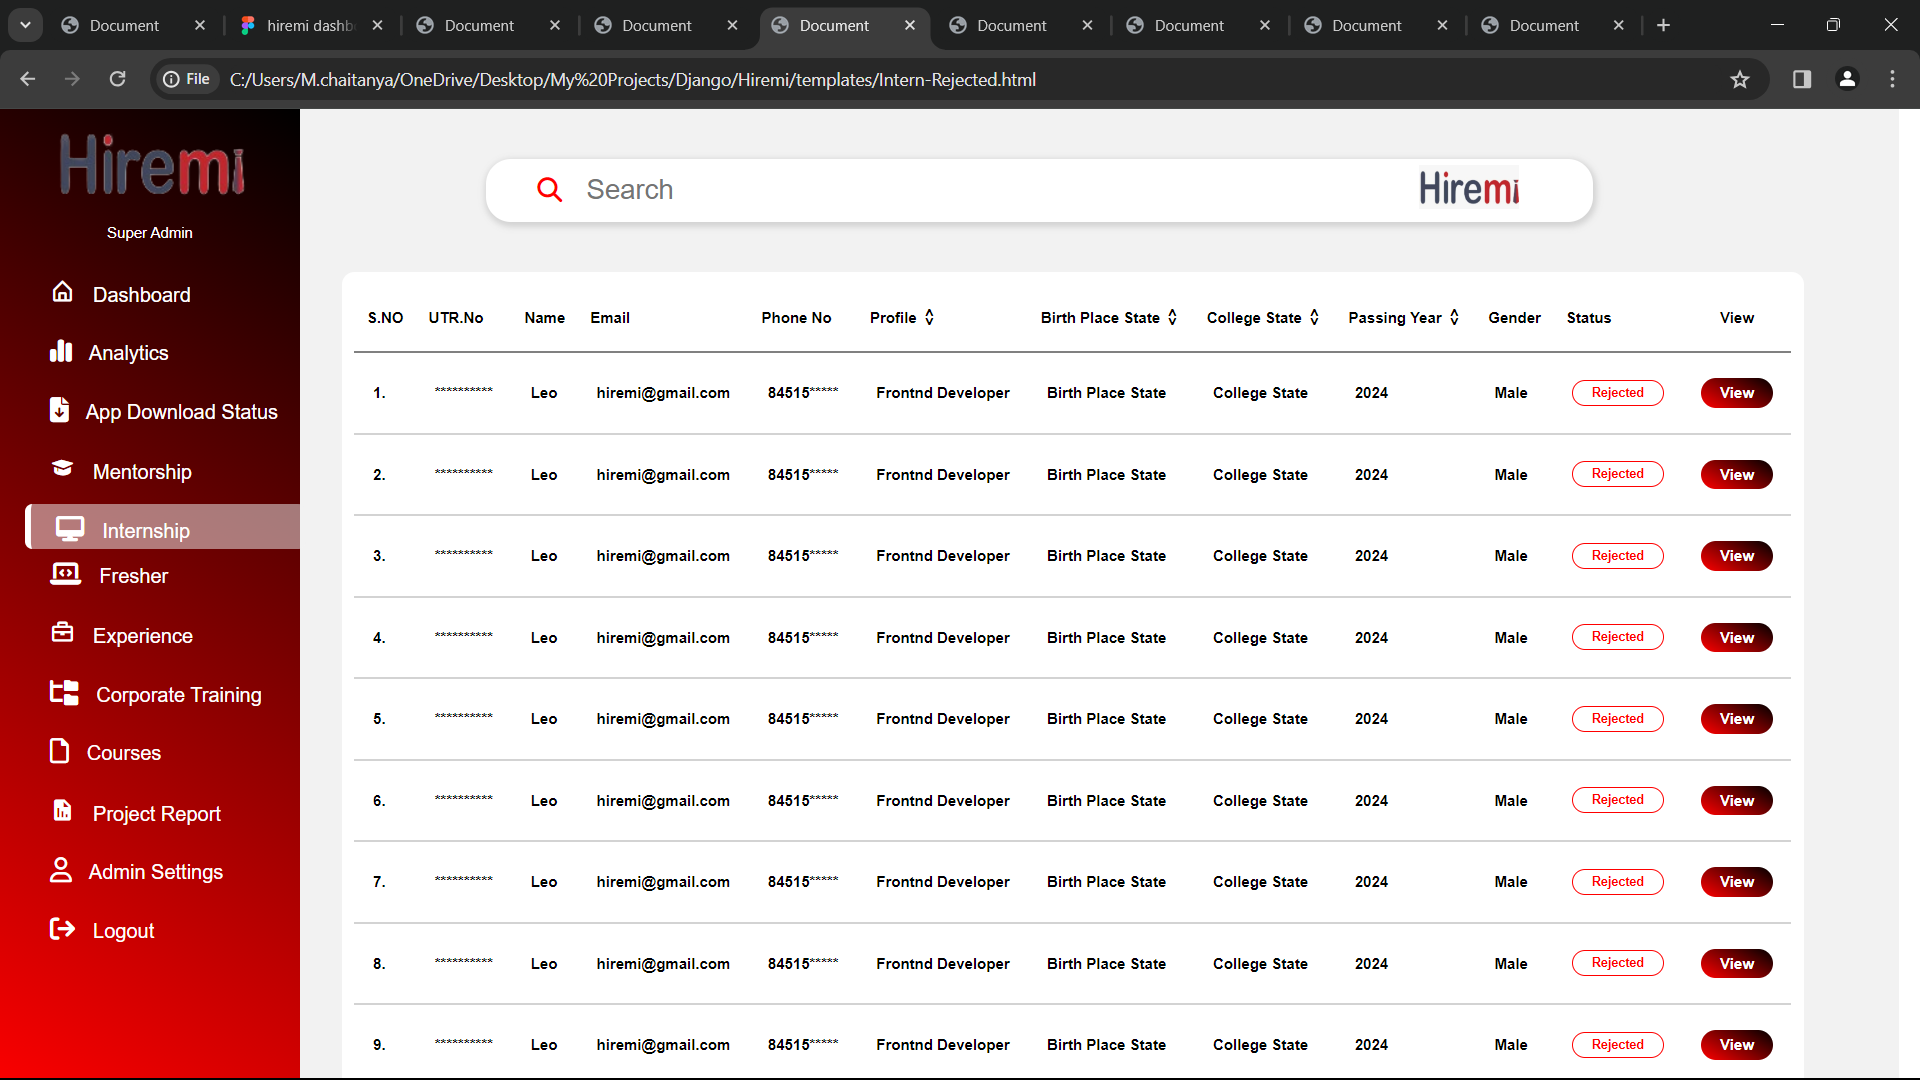 Document hiremi dashb Document Document Document Document Document Document Document
File C:/Users/M.chaitanya/OneDrive/Desktop/My%20Projects/Django/Hiremi/templates/Intern-Rejected.html
Hiremi
Super Admin
Dashboard
Analytics
App Download Status
Mentorship
Internship
Fresher
Experience
Corporate Training
Courses
Project Report
Admin Settings
Logout
Search Hiremi
S.NO UTR.No Name Email Phone No Profile Birth Place State College State Passing Year Gender Status View
1. ********** Leo hiremi@gmail.com 84515***** Frontnd Developer Birth Place State College State 2024 Male Rejected View
2. ********** Leo hiremi@gmail.com 84515***** Frontnd Developer Birth Place State College State 2024 Male Rejected View
3. ********** Leo hiremi@gmail.com 84515***** Frontnd Developer Birth Place State College State 2024 Male Rejected View
4. ********** Leo hiremi@gmail.com 84515***** Frontnd Developer Birth Place State College State 2024 Male Rejected View
5. ********** Leo hiremi@gmail.com 84515***** Frontnd Developer Birth Place State College State 2024 Male Rejected View
6. ********** Leo hiremi@gmail.com 84515***** Frontnd Developer Birth Place State College State 2024 Male Rejected View
7. ********** Leo hiremi@gmail.com 84515***** Frontnd Developer Birth Place State College State 2024 Male Rejected View
8. ********** Leo hiremi@gmail.com 84515***** Frontnd Developer Birth Place State College State 2024 Male Rejected View
9. ********** Leo hiremi@gmail.com 84515***** Frontnd Developer Birth Place State College State 2024 Male Rejected View